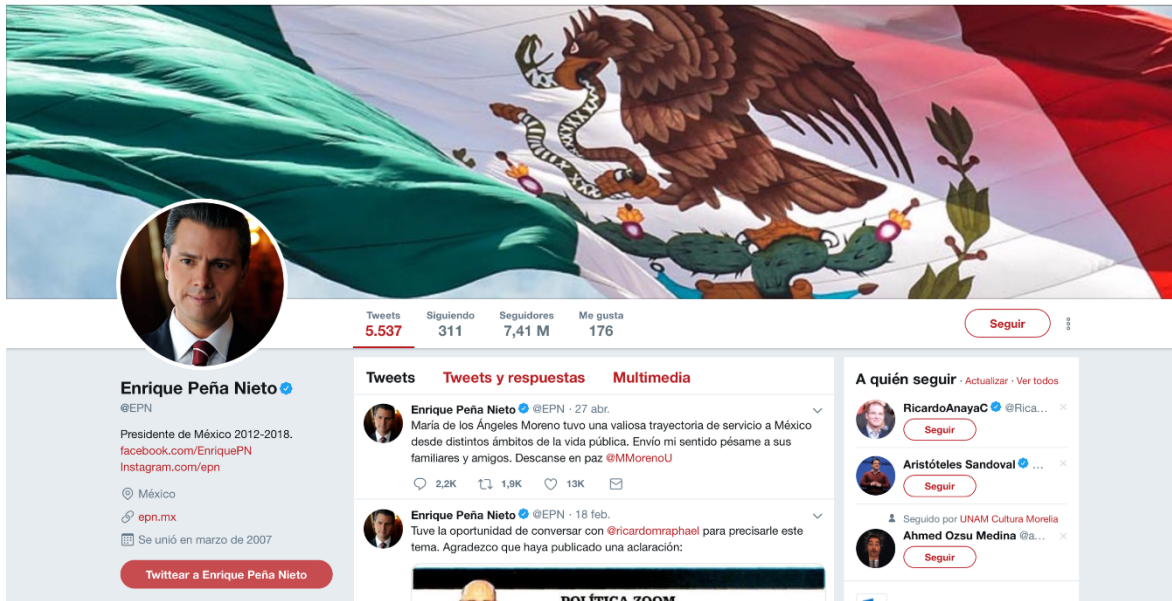 Tweets
5.537
Siguiendo
311
Seguidores
7,41 M
Me gusta
176
Seguir
Enrique Peña Nieto
@EPN
Presidente de México 2012-2018.
facebook.com/EnriquePN
Instagram.com/epn
México
epn.mx
Se unió en marzo de 2007
Twittear a Enrique Peña Nieto
Tweets Tweets y respuestas Multimedia
Enrique Peña Nieto @EPN · 27 abr.
María de los Ángeles Moreno tuvo una valiosa trayectoria de servicio a México
desde distintos ámbitos de la vida pública. Envío mi sentido pésame a sus
familiares y amigos. Descanse en paz @MMorenoU
2,2K 1,9K 13K
Enrique Peña Nieto @EPN · 18 feb.
Tuve la oportunidad de conversar con @ricardomraphael para precisarle este
tema. Agradezco que haya publicado una aclaración:
POLÍTICA ZOOM
A quién seguir · Actualizar · Ver todos
RicardoAnayaC @Rica...
Seguir
Aristóteles Sandoval ...
Seguir
Seguido por UNAM Cultura Morelia
Ahmed Ozsu Medina @a...
Seguir